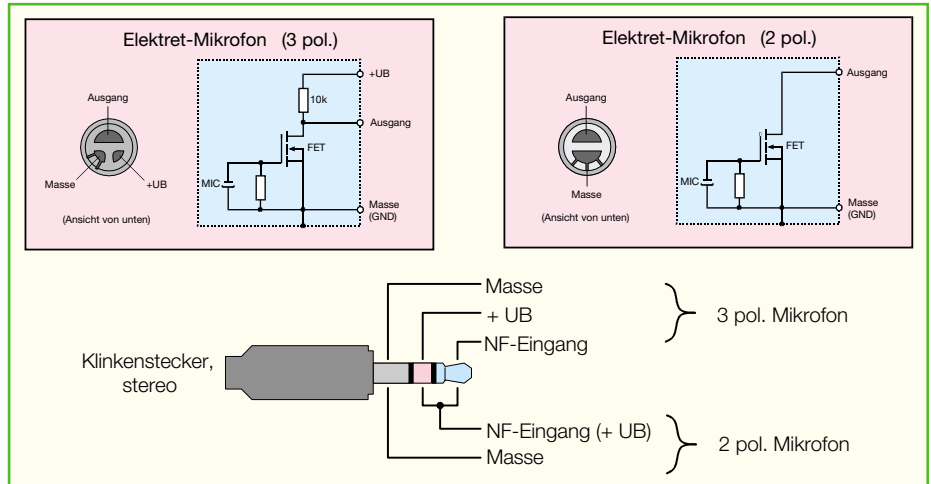 Elektret-Mikrofon (3 pol.)
+UB
10k
Ausgang
Ausgang
FET
MIC
Masse
+UB
Masse
(GND)
(Ansicht von unten)
Elektret-Mikrofon (2 pol.)
Ausgang
Ausgang
FET
MIC
Masse
Masse
(GND)
(Ansicht von unten)
Masse
+ UB
3 pol. Mikrofon
NF-Eingang
Klinkenstecker,
stereo
NF-Eingang (+ UB)
2 pol. Mikrofon
Masse